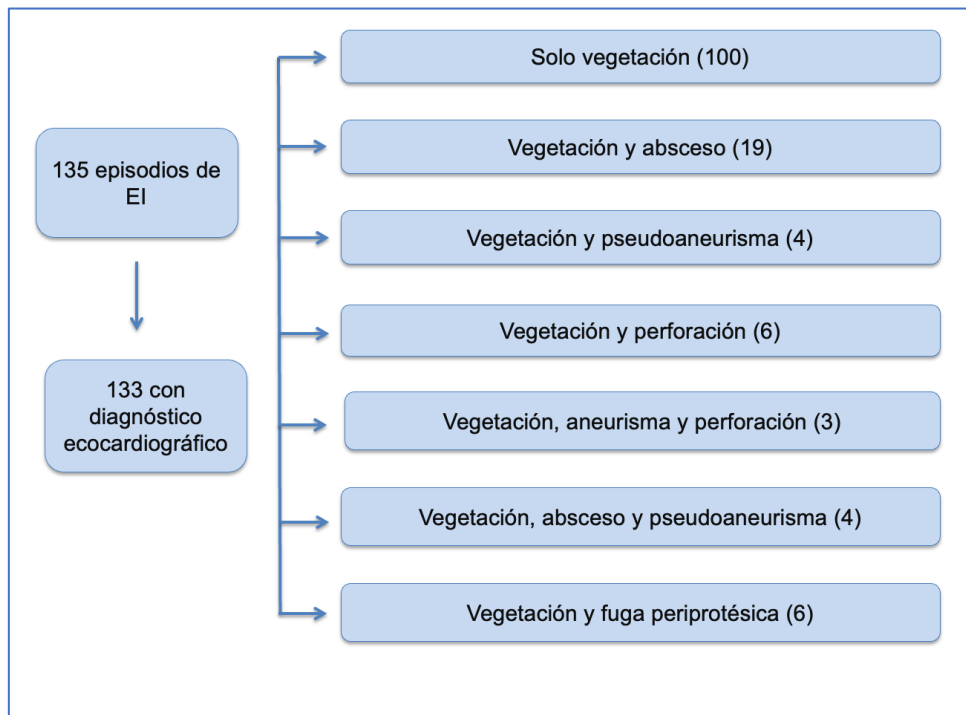 135 episodios de
EI
133 con
diagnóstico
ecocardiográfico
Solo vegetación (100)
Vegetación y absceso (19)
Vegetación y pseudoaneurisma (4)
Vegetación y perforación (6)
Vegetación, aneurisma y perforación (3)
Vegetación, absceso y pseudoaneurisma (4)
Vegetación y fuga periprotésica (6)